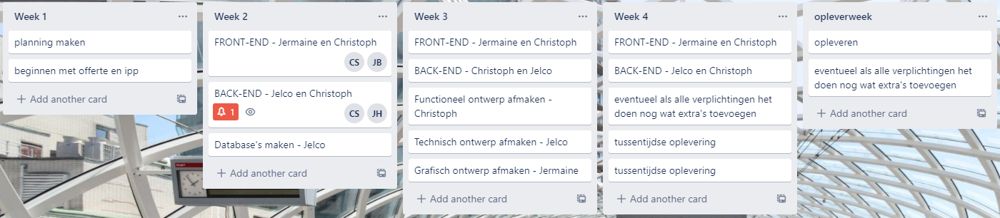 Week 1
planning maken
beginnen met offerte en ipp
Add another card
Week 2
FRONT-END - Jermaine en Christoph
CS JB
BACK-END - Jelco en Christoph
1
CS JH
Database's maken - Jelco
Add another card
Week 3
FRONT-END - Jermaine en Christoph
BACK-END - Christoph en Jelco
Functioneel ontwerp afmaken -
Christoph
Technisch ontwerp afmaken - Jelco
Grafisch ontwerp afmaken - Jermaine
Add another card
Week 4
FRONT-END - Jermaine en Christoph
BACK-END - Jelco en Christoph
eventueel als alle verplichtingen het
doen nog wat extra's toevoegen
tussentijdse oplevering
tussentijdse oplevering
Add another card
opleverweek
opleveren
eventueel als alle verplichtingen het
doen nog wat extra's toevoegen
Add another card